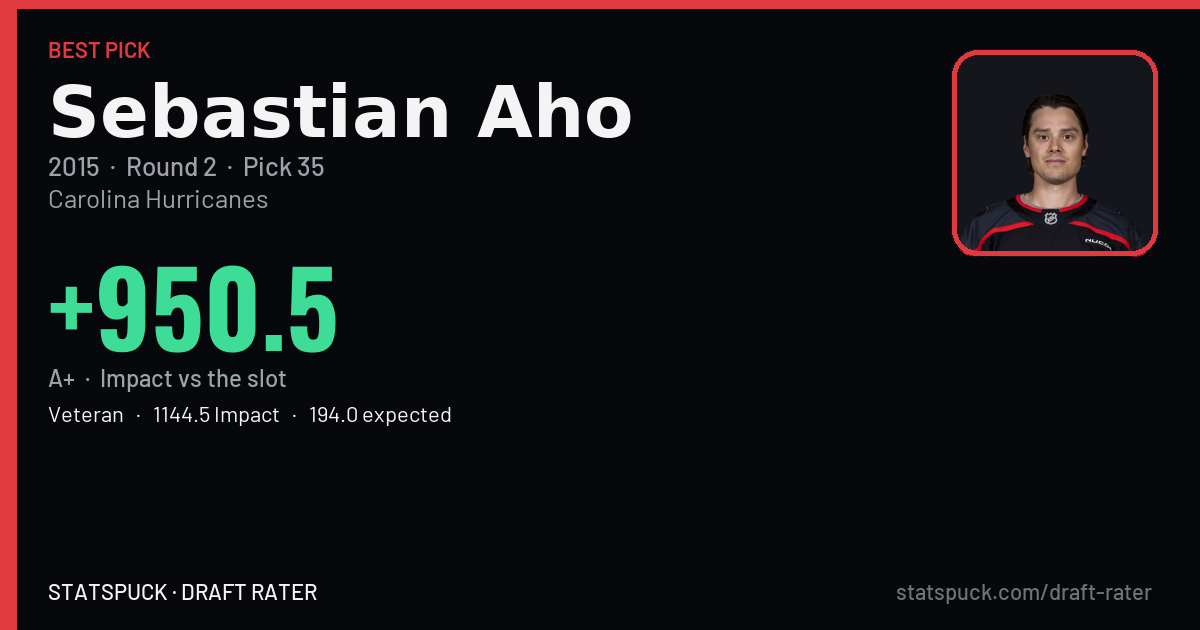 BEST PICK
Sebastian Aho
2015 · Round 2 · Pick 35
Carolina Hurricanes
+950.5
A+ · Impact vs the slot
Veteran · 1144.5 Impact · 194.0 expected
STATSPUCK · DRAFT RATER
statspuck.com/draft-rater